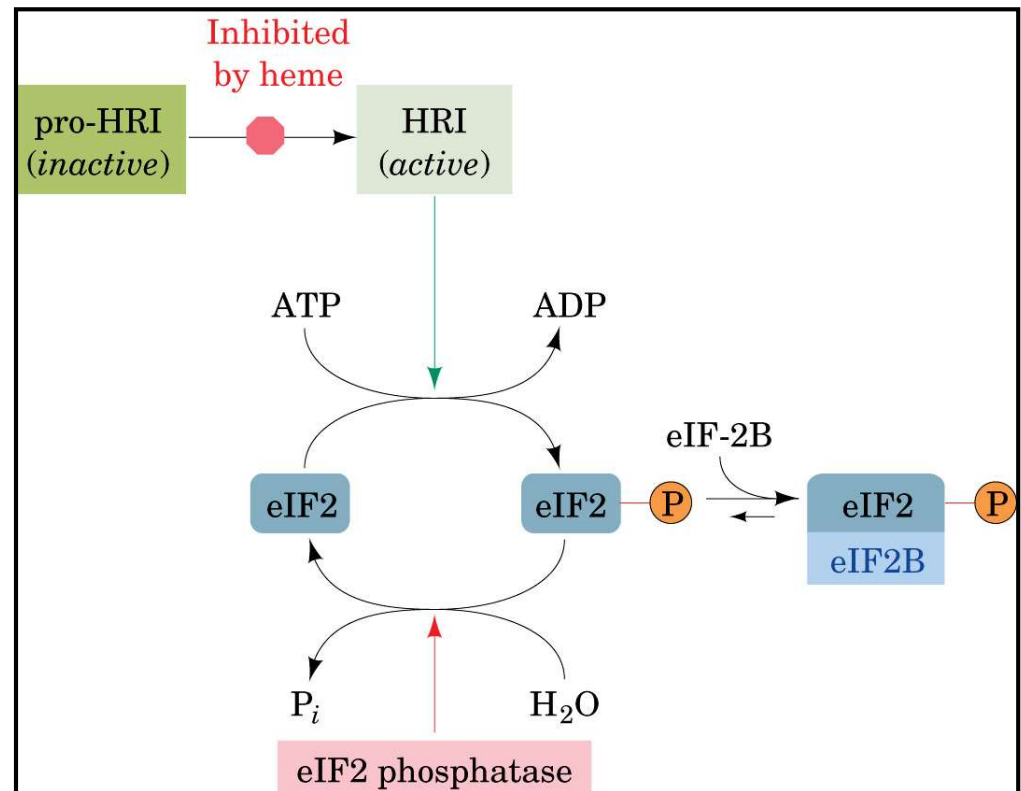 Inhibited
by heme
pro-HRI
(inactive)
HRI
(active)
ATP
ADP
eIF-2B
eIF2
eIF2
P
eIF2
P
eIF2B
P𝑖
H₂O
eIF2 phosphatase